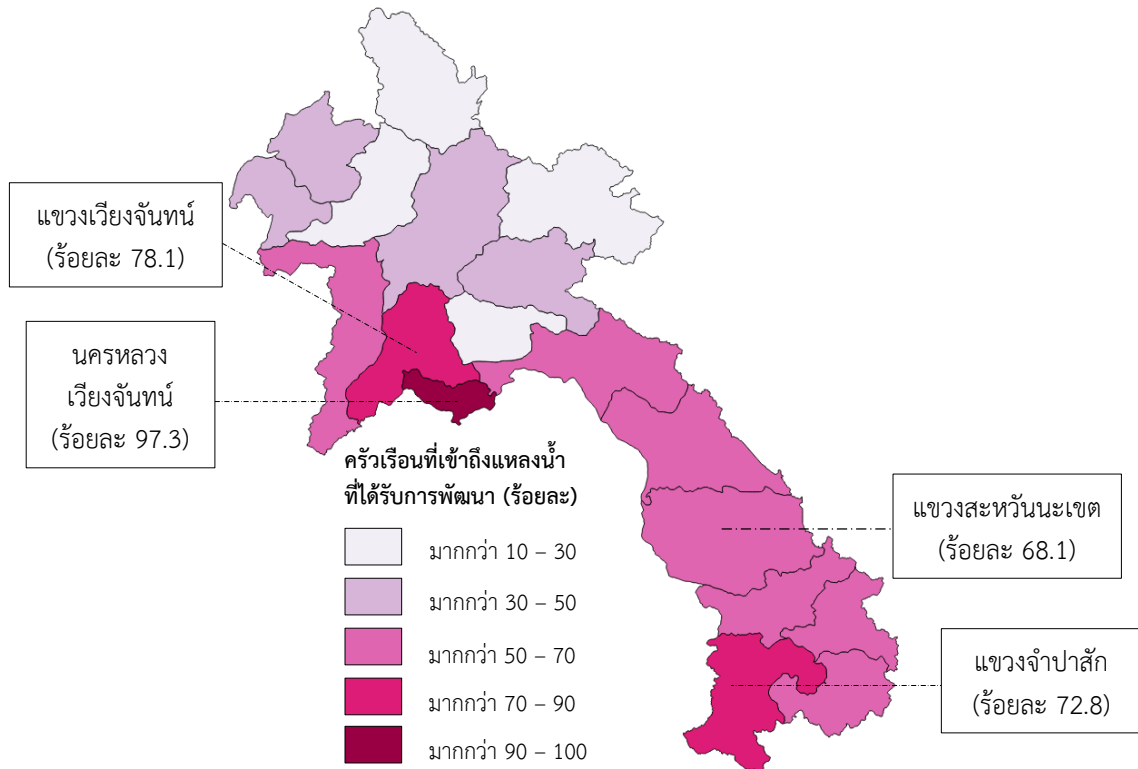 แขวงเวียงจันทน์
(ร้อยละ 78.1)
นครหลวง
เวียงจันทน์
(ร้อยละ 97.3)
ครัวเรือนที่เข้าถึงแหล่งน้ำ
ที่ได้รับการพัฒนา (ร้อยละ)
มากกว่า 10 – 30
มากกว่า 30 – 50
มากกว่า 50 – 70
มากกว่า 70 – 90
มากกว่า 90 – 100
แขวงสะหวันนะเขต
(ร้อยละ 68.1)
แขวงจำปาสัก
(ร้อยละ 72.8)